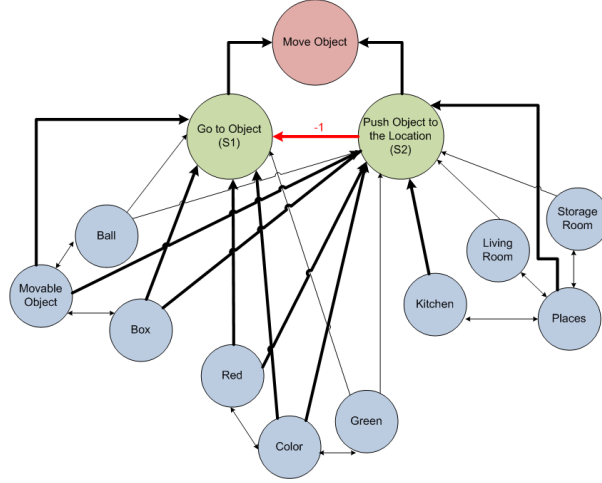 Move Object
Go to Object
(S1)
-1
Push Object to
the Location
(S2)
Ball
Storage
Room
Living
Room
Movable
Object
Box
Kitchen
Places
Red
Green
Color